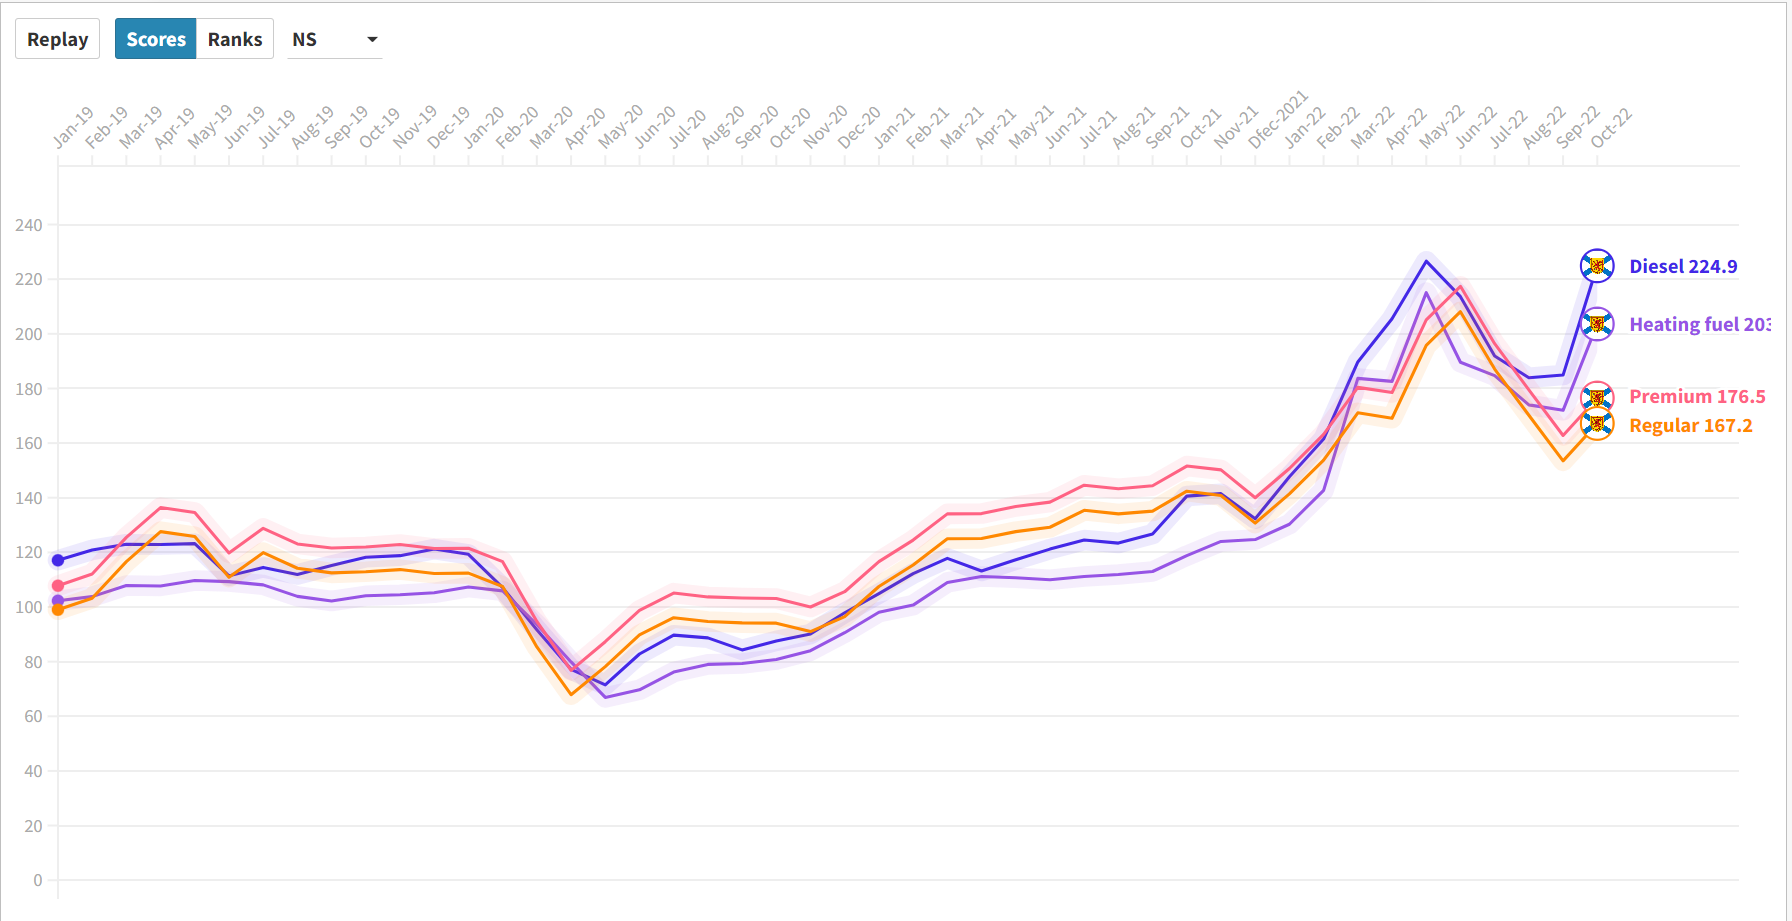 Replay Scores Ranks NS
Jan-19 Feb-19 Mar-19 Apr-19 May-19 Jun-19 Jul-19 Aug-19 Sep-19 Oct-19 Nov-19 Dec-19 Jan-20 Feb-20 Mar-20 Apr-20 May-20 Jun-20 Jul-20 Aug-20 Sep-20 Oct-20 Nov-20 Dec-20 Jan-21 Feb-21 Mar-21 Apr-21 May-21 Jun-21 Jul-21 Aug-21 Sep-21 Oct-21 Nov-21 Dfec-2021 Jan-22 Feb-22 Mar-22 Apr-22 May-22 Jun-22 Jul-22 Aug-22 Sep-22 Oct-22
240
Diesel 224.9
220
Heating fuel 203
200
180
Premium 176.5
Regular 167.2
160
140
120
100
80
60
40
20
0